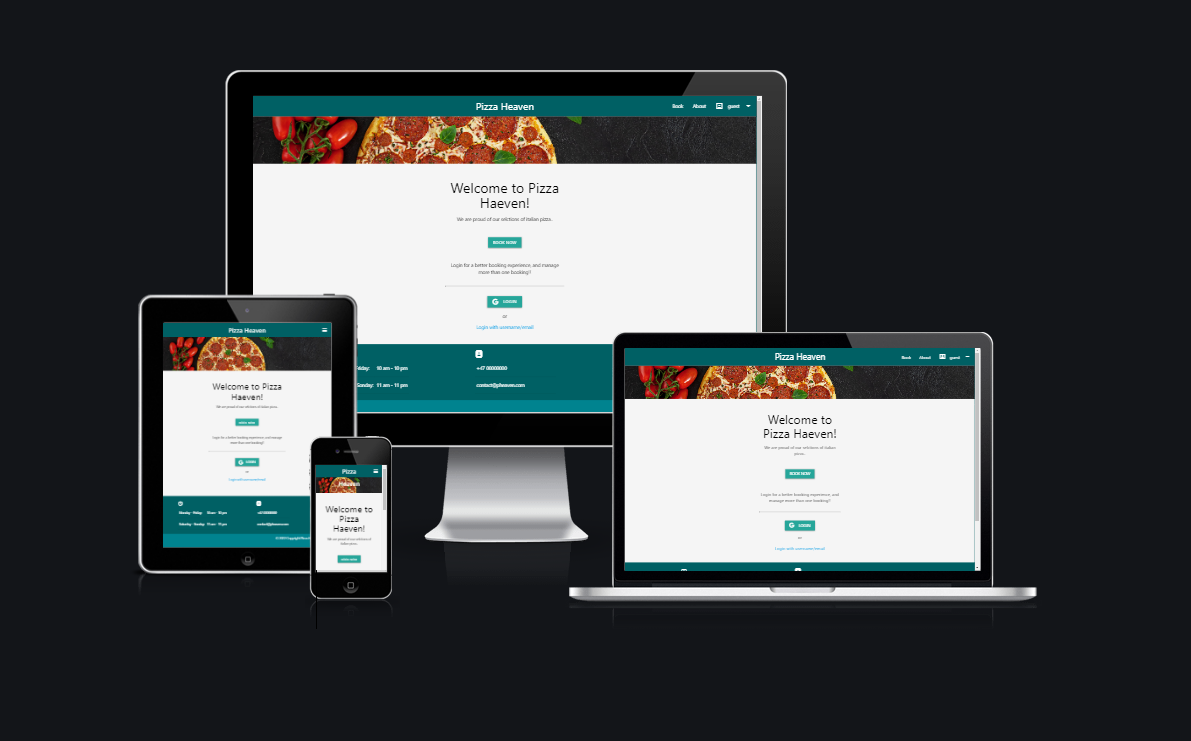 Pizza Heaven
Book About guest
Welcome to Pizza
Haeven!
We are proud of our relctions of Italian pizza.
BOOK NOW
Login for a better booking experience, and manage
more than one booking?
G LOGIN
or
Login with username/email
riday: 10 am - 10 pm
Sunday: 11 am - 11 pm
+47 00000000
contact@pheaven.com
Pizza Heaven
Welcome to Pizza
Haeven!
We are proud of our relctions of Italian pizza.
BOOK NOW
Login for a better booking experience, and manage
more than one booking?
G LOGIN
or
Login with username/email
Monday - Friday: 10 am - 10 pm
Saturday - Sunday: 11 am - 11 pm
+47 00000000
contact@pheaven.com
Pizza
Heaven
Welcome to
Pizza
Haeven!
We are proud of our relctions of
Italian pizza.
BOOK NOW
Pizza Heaven
Book About guest
Welcome to
Pizza Haeven!
We are proud of our relctions of Italian
pizza.
BOOK NOW
Login for a better booking experience, and
manage more than one booking?
G LOGIN
or
Login with username/email